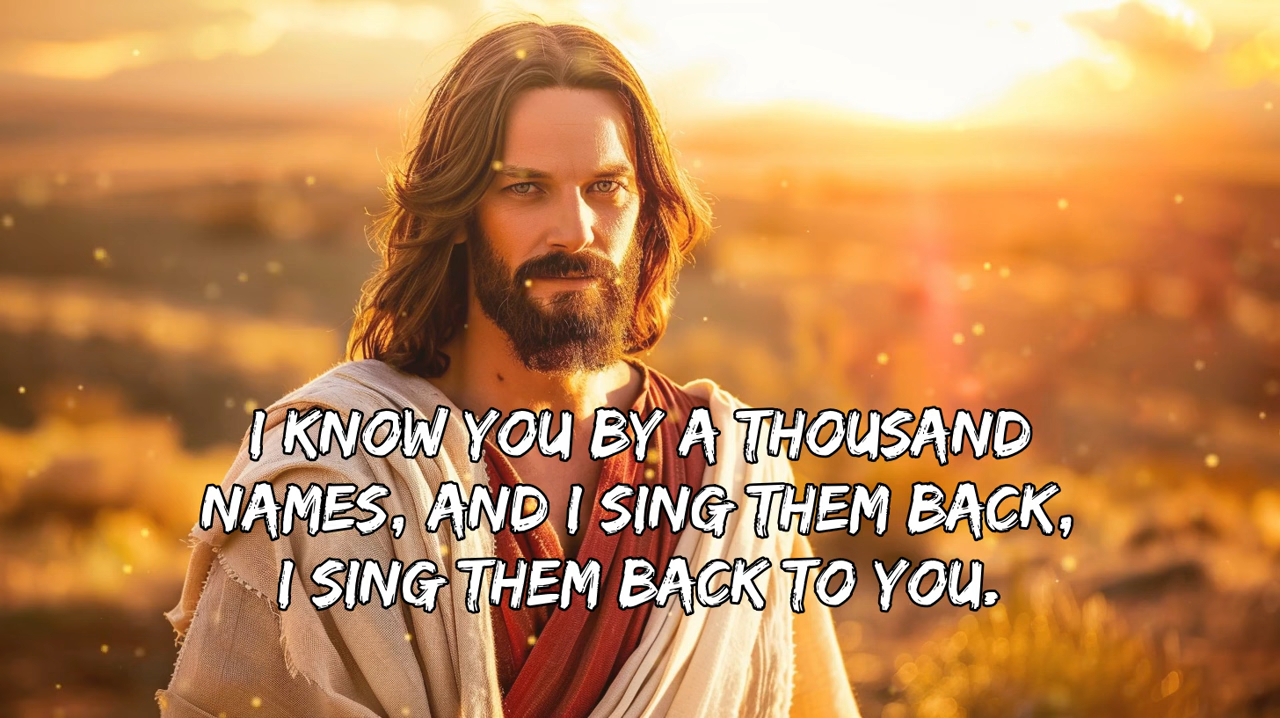 I KNOW YOU BY A THOUSAND
NAMES, AND I SING THEM BACK,
I SING THEM BACK TO YOU.